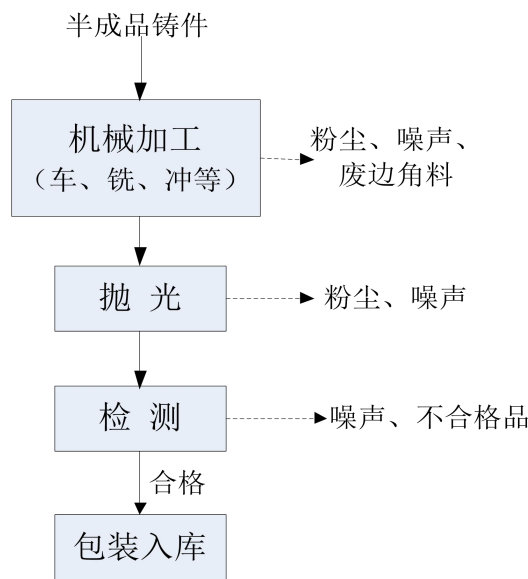 半成品铸件
机械加工
（车、铣、冲等）
粉尘、噪声、
废边角料
抛 光
粉尘、噪声
检 测
噪声、不合格品
合格
包装入库